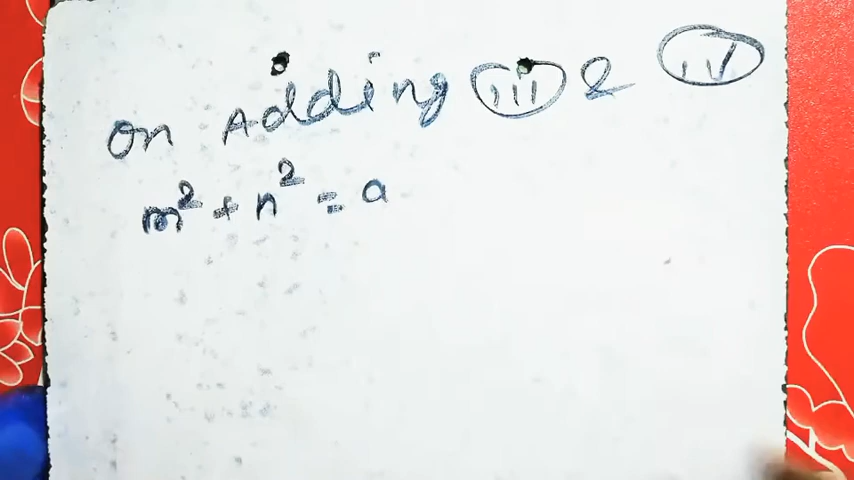 On Adding (iii) & (iv)
m² + n² = a